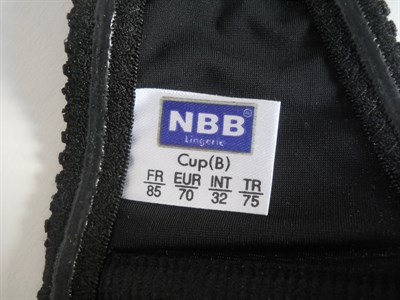 NBB
Lingerie
Cup(B)
FR EUR INT TR
85 70 32 75